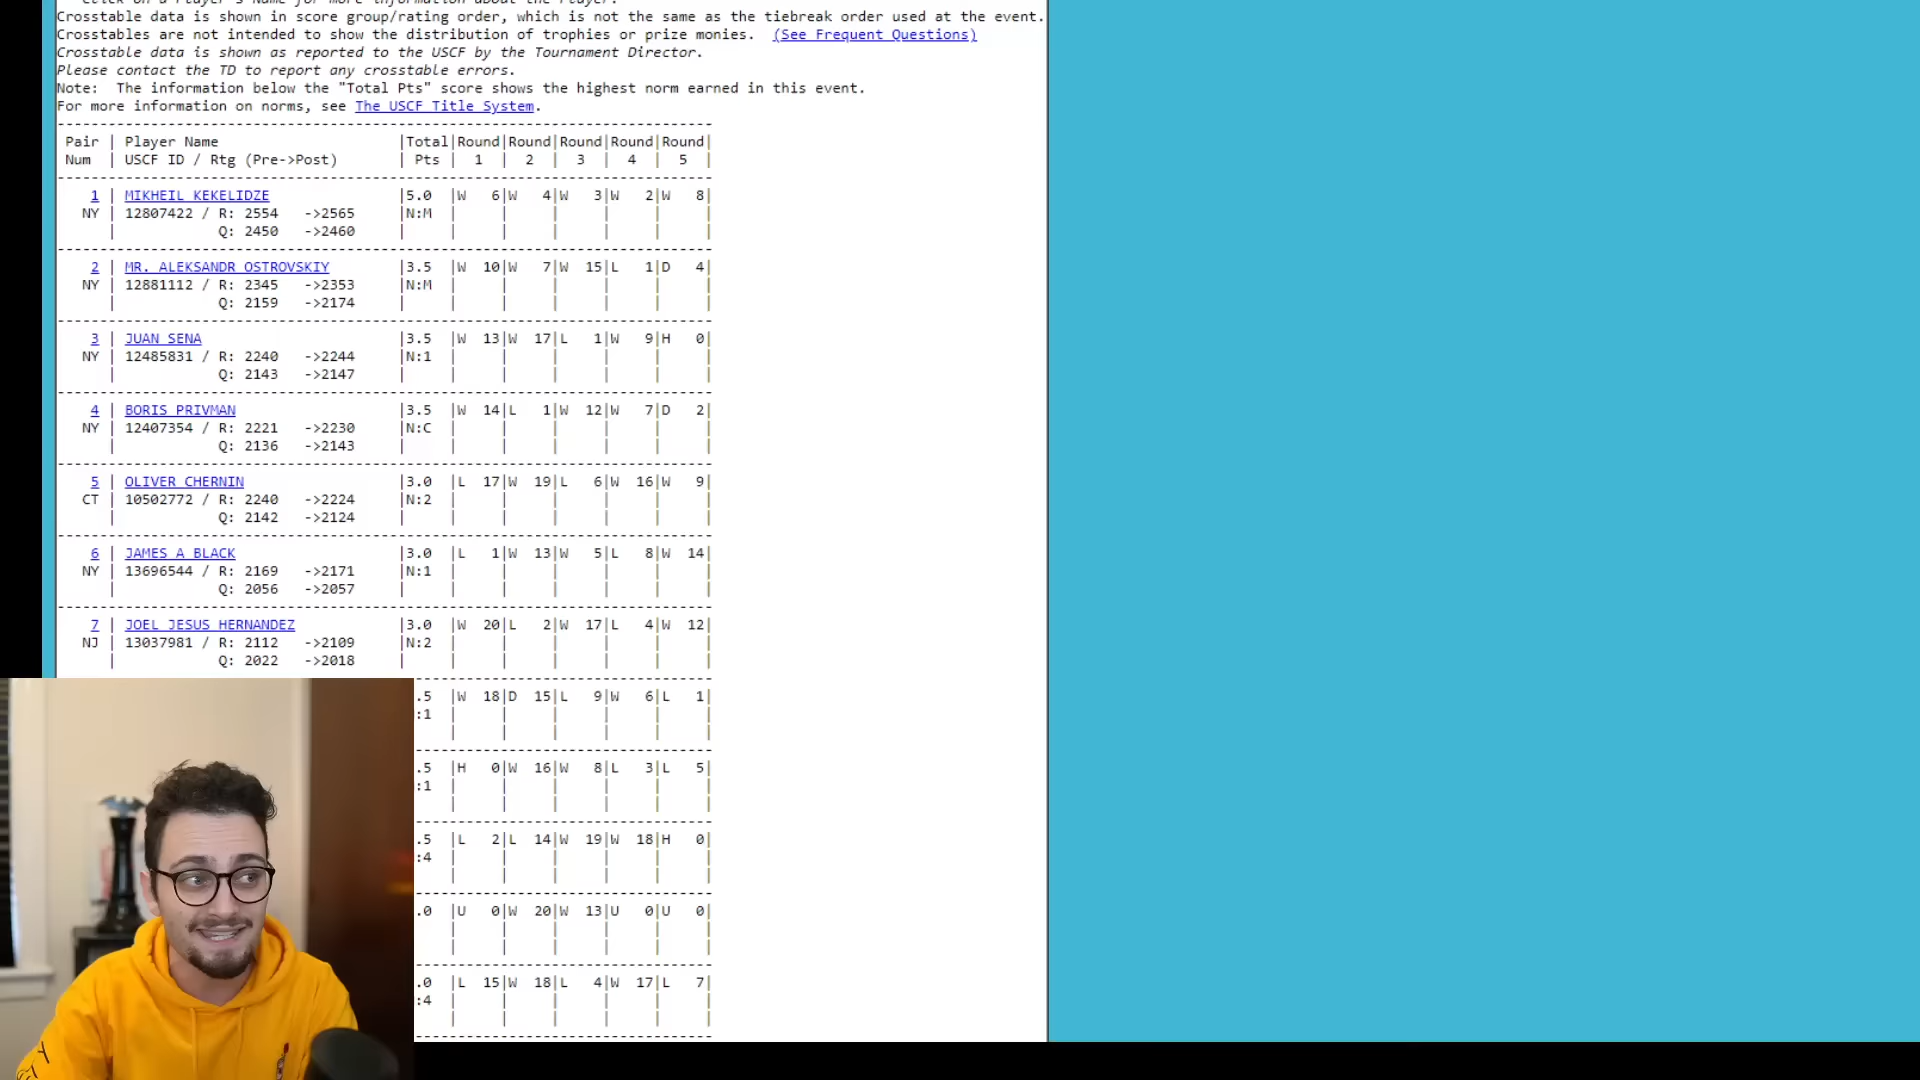 Click on a Player's Name for more information about the Player.
Crosstable data is shown in score group/rating order, which is not the same as the tiebreak order used at the event.
Crosstables are not intended to show the distribution of trophies or prize monies. (See Frequent Questions)
Crosstable data is shown as reported to the USCF by the Tournament Director.
Please contact the TD to report any crosstable errors.
Note: The information below the "Total Pts" score shows the highest norm earned in this event.
For more information on norms, see The USCF Title System.
Pair | Player Name |Total|Round|Round|Round|Round|Round|
Num | USCF ID / Rtg (Pre->Post) | Pts | 1 | 2 | 3 | 4 | 5 |
1 | MIKHEIL KEKELIDZE |5.0 |W 6|W 4|W 3|W 2|W 8|
NY | 12807422 / R: 2554 ->2565 |N:M | | | | | |
| Q: 2450 ->2460 | | | | | | |
2 | MR. ALEKSANDR OSTROVSKIY |3.5 |W 10|W 7|W 15|L 1|D 4|
NY | 12881112 / R: 2345 ->2353 |N:M | | | | | |
| Q: 2159 ->2174 | | | | | | |
3 | JUAN SENA |3.5 |W 13|W 17|L 1|W 9|H 0|
NY | 12485831 / R: 2240 ->2244 |N:1 | | | | | |
| Q: 2143 ->2147 | | | | | | |
4 | BORIS PRIVMAN |3.5 |W 14|L 1|W 12|W 7|D 2|
NY | 12407354 / R: 2221 ->2230 |N:C | | | | | |
| Q: 2136 ->2143 | | | | | | |
5 | OLIVER CHERNIN |3.0 |L 17|W 19|L 6|W 16|W 9|
CT | 10502772 / R: 2240 ->2224 |N:2 | | | | | |
| Q: 2142 ->2124 | | | | | | |
6 | JAMES A BLACK |3.0 |L 1|W 13|W 5|L 8|W 14|
NY | 13696544 / R: 2169 ->2171 |N:1 | | | | | |
| Q: 2056 ->2057 | | | | | | |
7 | JOEL JESUS HERNANDEZ |3.0 |W 20|L 2|W 17|L 4|W 12|
NJ | 13037981 / R: 2112 ->2109 |N:2 | | | | | |
| Q: 2022 ->2018 | | | | | | |
.5 |W 18|D 15|L 9|W 6|L 1|
:1 | | | | | |
.5 |H 0|W 16|W 8|L 3|L 5|
:1 | | | | | |
.5 |L 2|L 14|W 19|W 18|H 0|
:4 | | | | | |
.0 |U 0|W 20|W 13|U 0|U 0|
.0 |L 15|W 18|L 4|W 17|L 7|
:4 | | | | | |